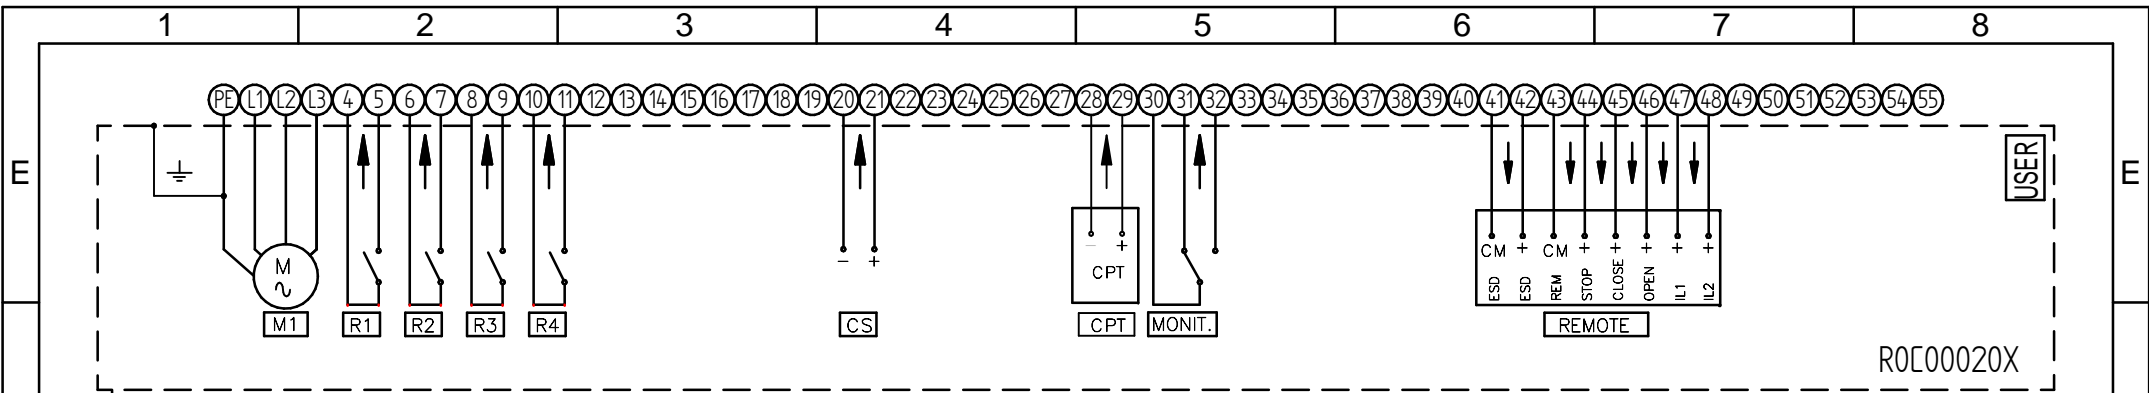 1 2 3 4 5 6 7 8
PE L1 L2 L3 4 5 6 7 8 9 10 11 12 13 14 15 16 17 18 19 20 21 22 23 24 25 26 27 28 29 30 31 32 33 34 35 36 37 38 39 40 41 42 43 44 45 46 47 48 49 50 51 52 53 54 55
E
USER
E
M
- +
- +
CPT
CM + CM + + + + +
ESD ESD REM STOP CLOSE OPEN IL1 IL2
M1 R1 R2 R3 R4 CS CPT MONIT. REMOTE
R0C00020X